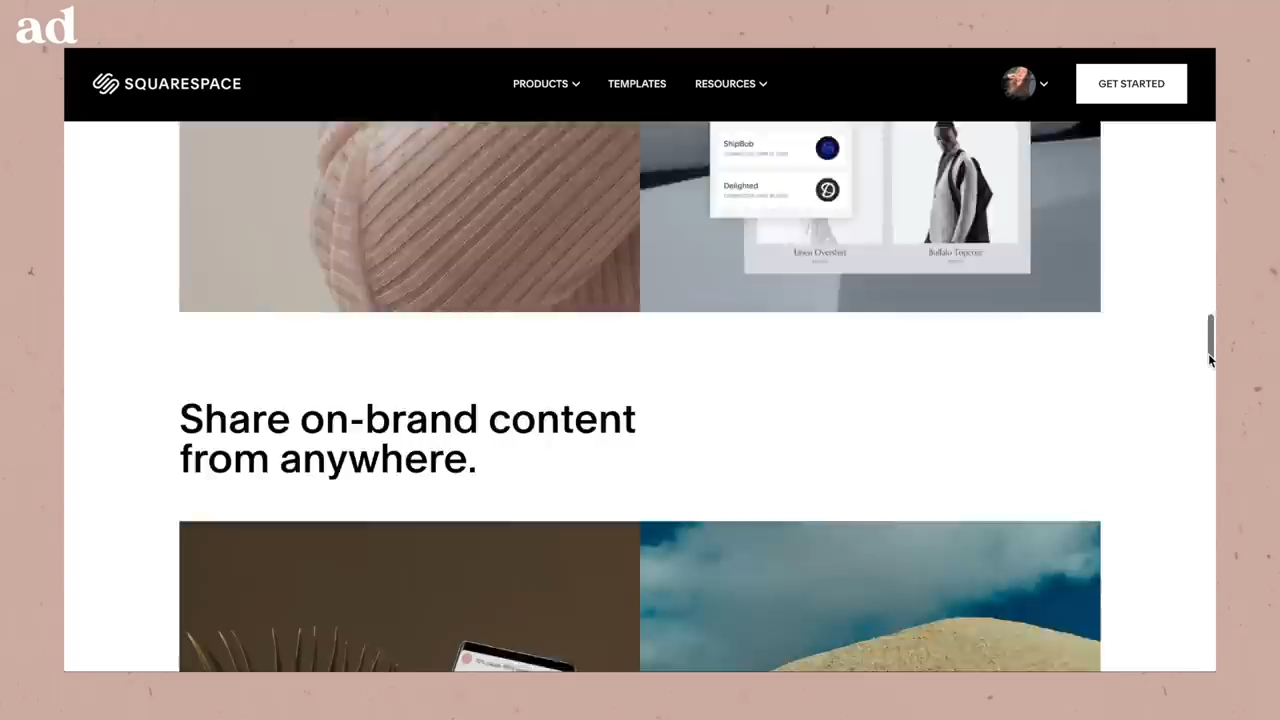 ad
SQUARESPACE
PRODUCTS
TEMPLATES
RESOURCES
GET STARTED
ShipBob
Delighted
Linen Overshirt
Buffalo Topcoat
Share on-brand content
from anywhere.